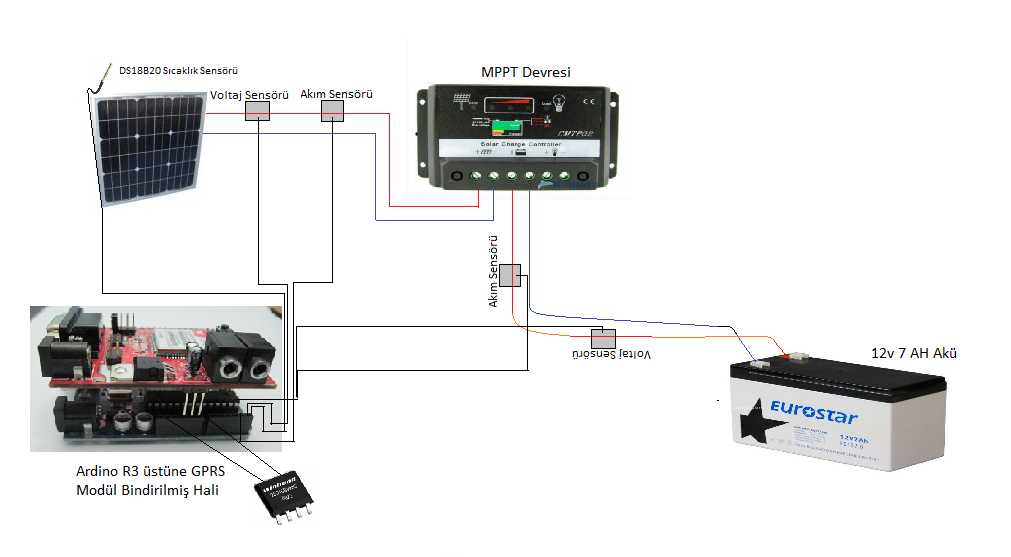 DS18B20 Sıcaklık Sensörü
Voltaj Sensörü
Akım Sensörü
MPPT Devresi
CMTP02
Solar Charge Controller
Akım Sensörü
Voltaj Sensörü
12v 7 AH Akü
EUROSTAR
12V7Ah
winbond
Ardino R3 üstüne GPRS
Modül Bindirilmiş Hali